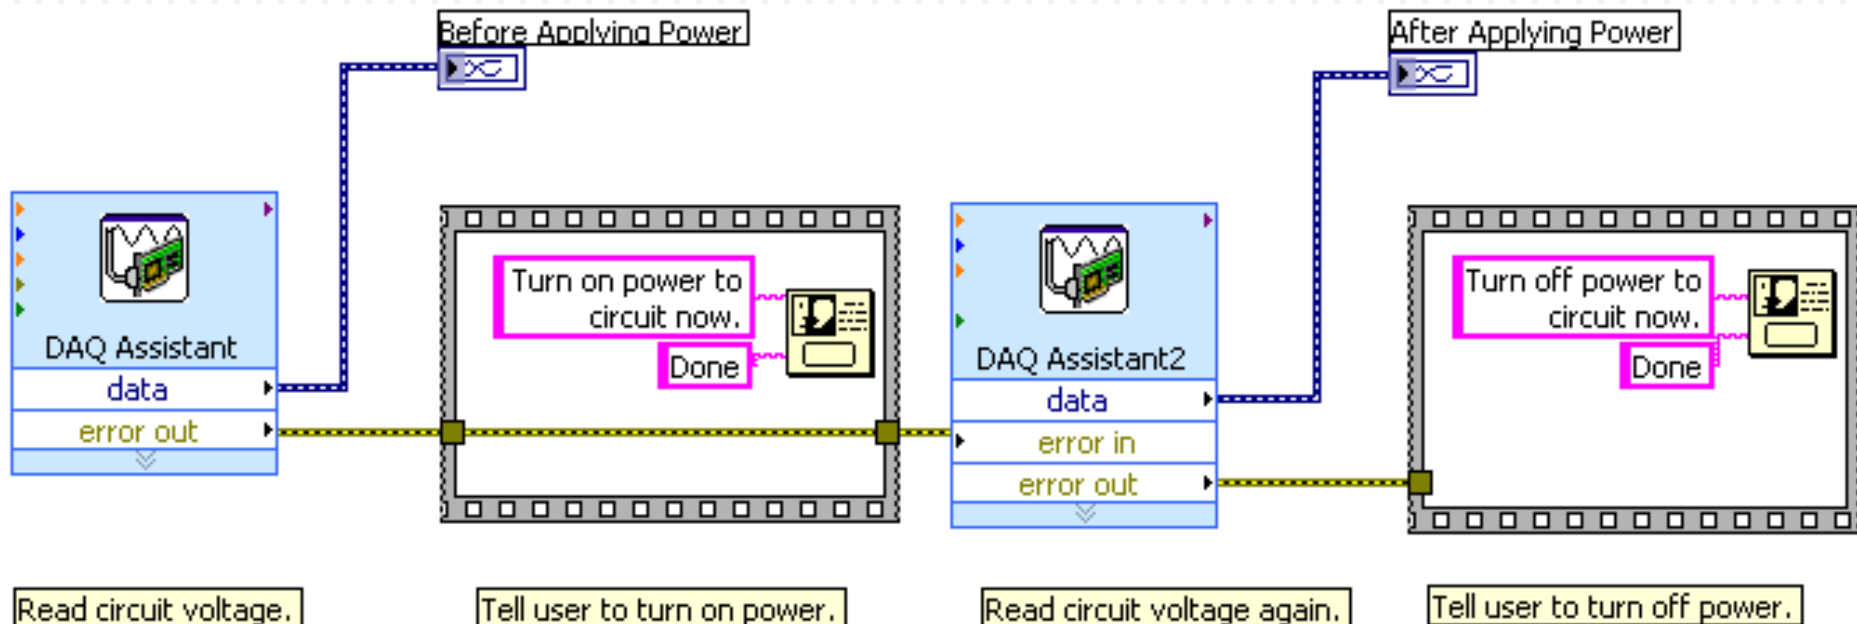 Before Applying Power
After Applying Power
DAQ Assistant
data
error out
Turn on power to
circuit now.
Done
DAQ Assistant2
data
error in
error out
Turn off power to
circuit now.
Done
Read circuit voltage.
Tell user to turn on power.
Read circuit voltage again.
Tell user to turn off power.